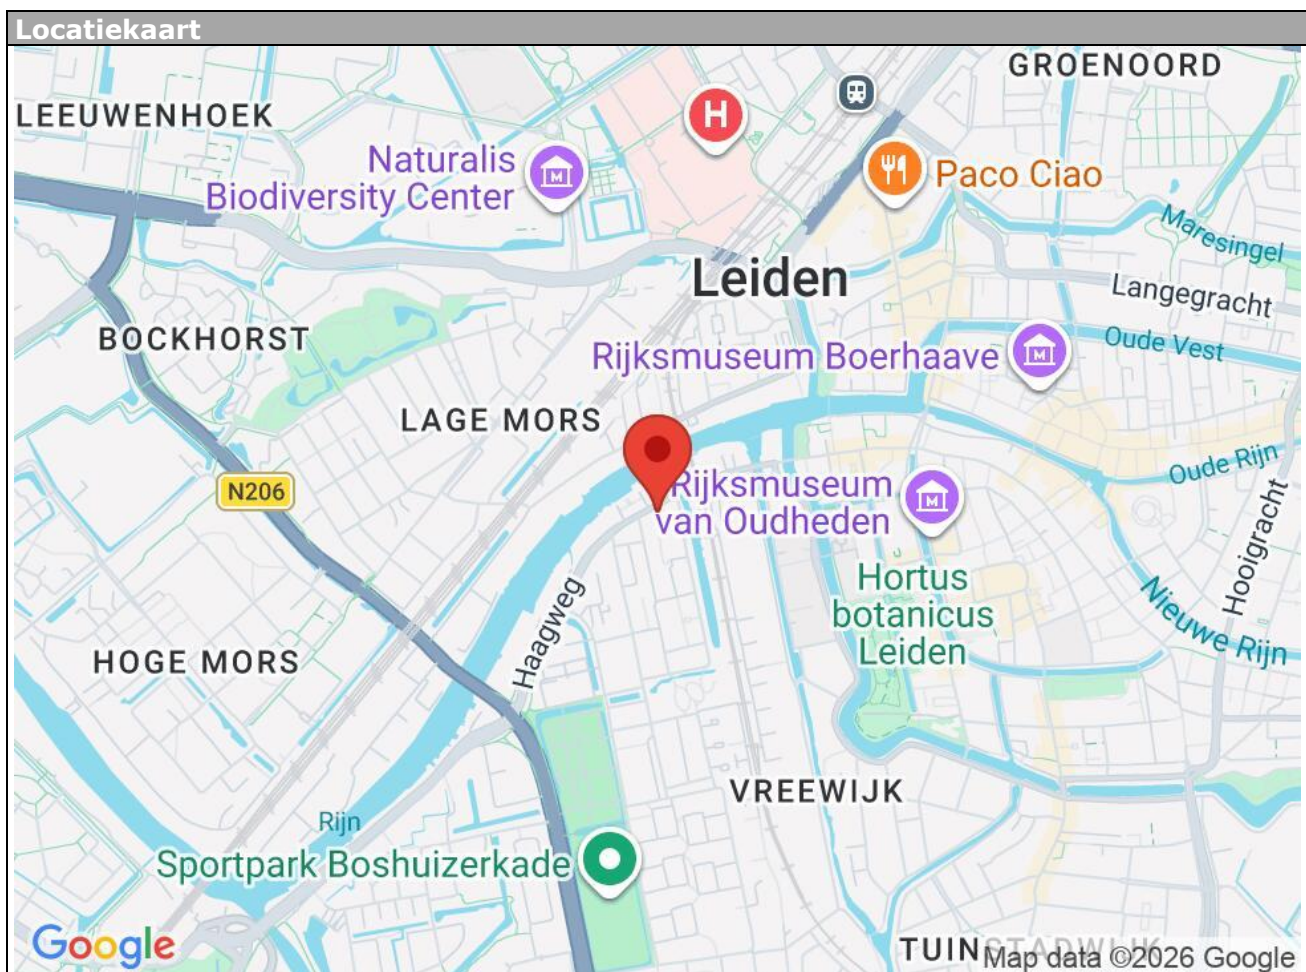 Locatiekaart
GROENOORD
LEEUWENHOEK
H
Naturalis
Biodiversity Center
M
Paco Ciao
Maresingel
Leiden
Langegracht
BOCKHORST
Oude Vest
Rijksmuseum Boerhaave
M
LAGE MORS
Oude Rijn
N206
Rijksmuseum
van Oudheden
M
Hooigracht
Hortus
botanicus
Leiden
Haagweg
Nieuwe Rijn
HOGE MORS
VREEWIJK
Rijn
Sportpark Boshuizerkade
Google
TUINSTADWIJK
Map data ©2026 Google